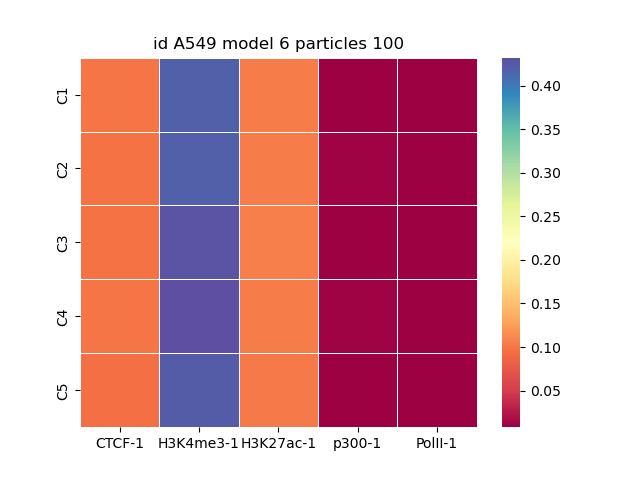 id A549 model 6 particles 100
C1
C2
C3
C4
C5
CTCF-1 H3K4me3-1 H3K27ac-1 p300-1 PolII-1
0.40
0.35
0.30
0.25
0.20
0.15
0.10
0.05